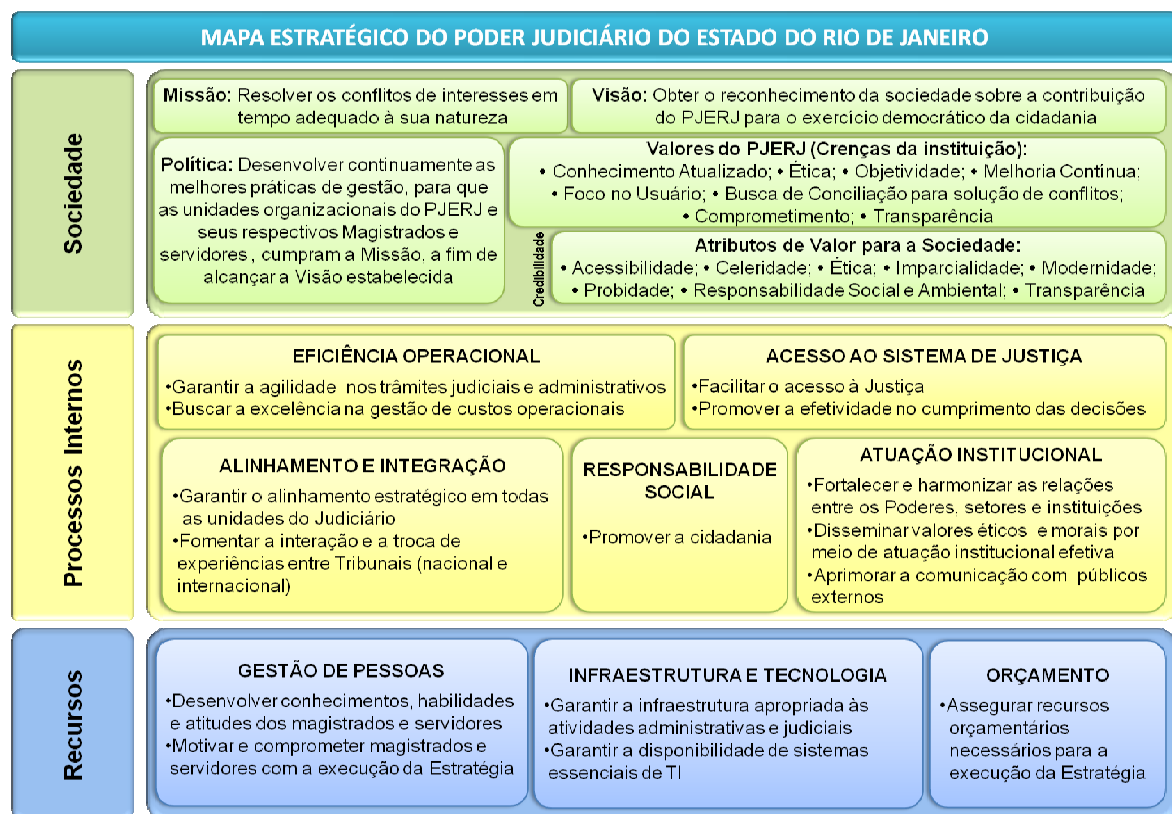 MAPA ESTRATÉGICO DO PODER JUDICIÁRIO DO ESTADO DO RIO DE JANEIRO
Sociedade
Missão: Resolver os conflitos de interesses em
tempo adequado à sua natureza
Visão: Obter o reconhecimento da sociedade sobre a contribuição
do PJERJ para o exercício democrático da cidadania
Política: Desenvolver continuamente as
melhores práticas de gestão, para que
as unidades organizacionais do PJERJ e
seus respectivos Magistrados e
servidores , cumpram a Missão, a fim de
alcançar a Visão estabelecida
Valores do PJERJ (Crenças da instituição):
• Conhecimento Atualizado; • Ética; • Objetividade; • Melhoria Contínua;
• Foco no Usuário; • Busca de Conciliação para solução de conflitos;
• Comprometimento; • Transparência
Credibilidade
Atributos de Valor para a Sociedade:
• Acessibilidade; • Celeridade; • Ética; • Imparcialidade; • Modernidade;
• Probidade; • Responsabilidade Social e Ambiental; • Transparência
Processos Internos
EFICIÊNCIA OPERACIONAL
•Garantir a agilidade nos trâmites judiciais e administrativos
•Buscar a excelência na gestão de custos operacionais
ACESSO AO SISTEMA DE JUSTIÇA
•Facilitar o acesso à Justiça
•Promover a efetividade no cumprimento das decisões
ALINHAMENTO E INTEGRAÇÃO
•Garantir o alinhamento estratégico em todas
as unidades do Judiciário
•Fomentar a interação e a troca de
experiências entre Tribunais (nacional e
internacional)
RESPONSABILIDADE
SOCIAL
•Promover a cidadania
ATUAÇÃO INSTITUCIONAL
•Fortalecer e harmonizar as relações
entre os Poderes, setores e instituições
•Disseminar valores éticos e morais por
meio de atuação institucional efetiva
•Aprimorar a comunicação com públicos
externos
Recursos
GESTÃO DE PESSOAS
•Desenvolver conhecimentos, habilidades
e atitudes dos magistrados e servidores
•Motivar e comprometer magistrados e
servidores com a execução da Estratégia
INFRAESTRUTURA E TECNOLOGIA
•Garantir a infraestrutura apropriada às
atividades administrativas e judiciais
•Garantir a disponibilidade de sistemas
essenciais de TI
ORÇAMENTO
•Assegurar recursos
orçamentários
necessários para a
execução da Estratégia